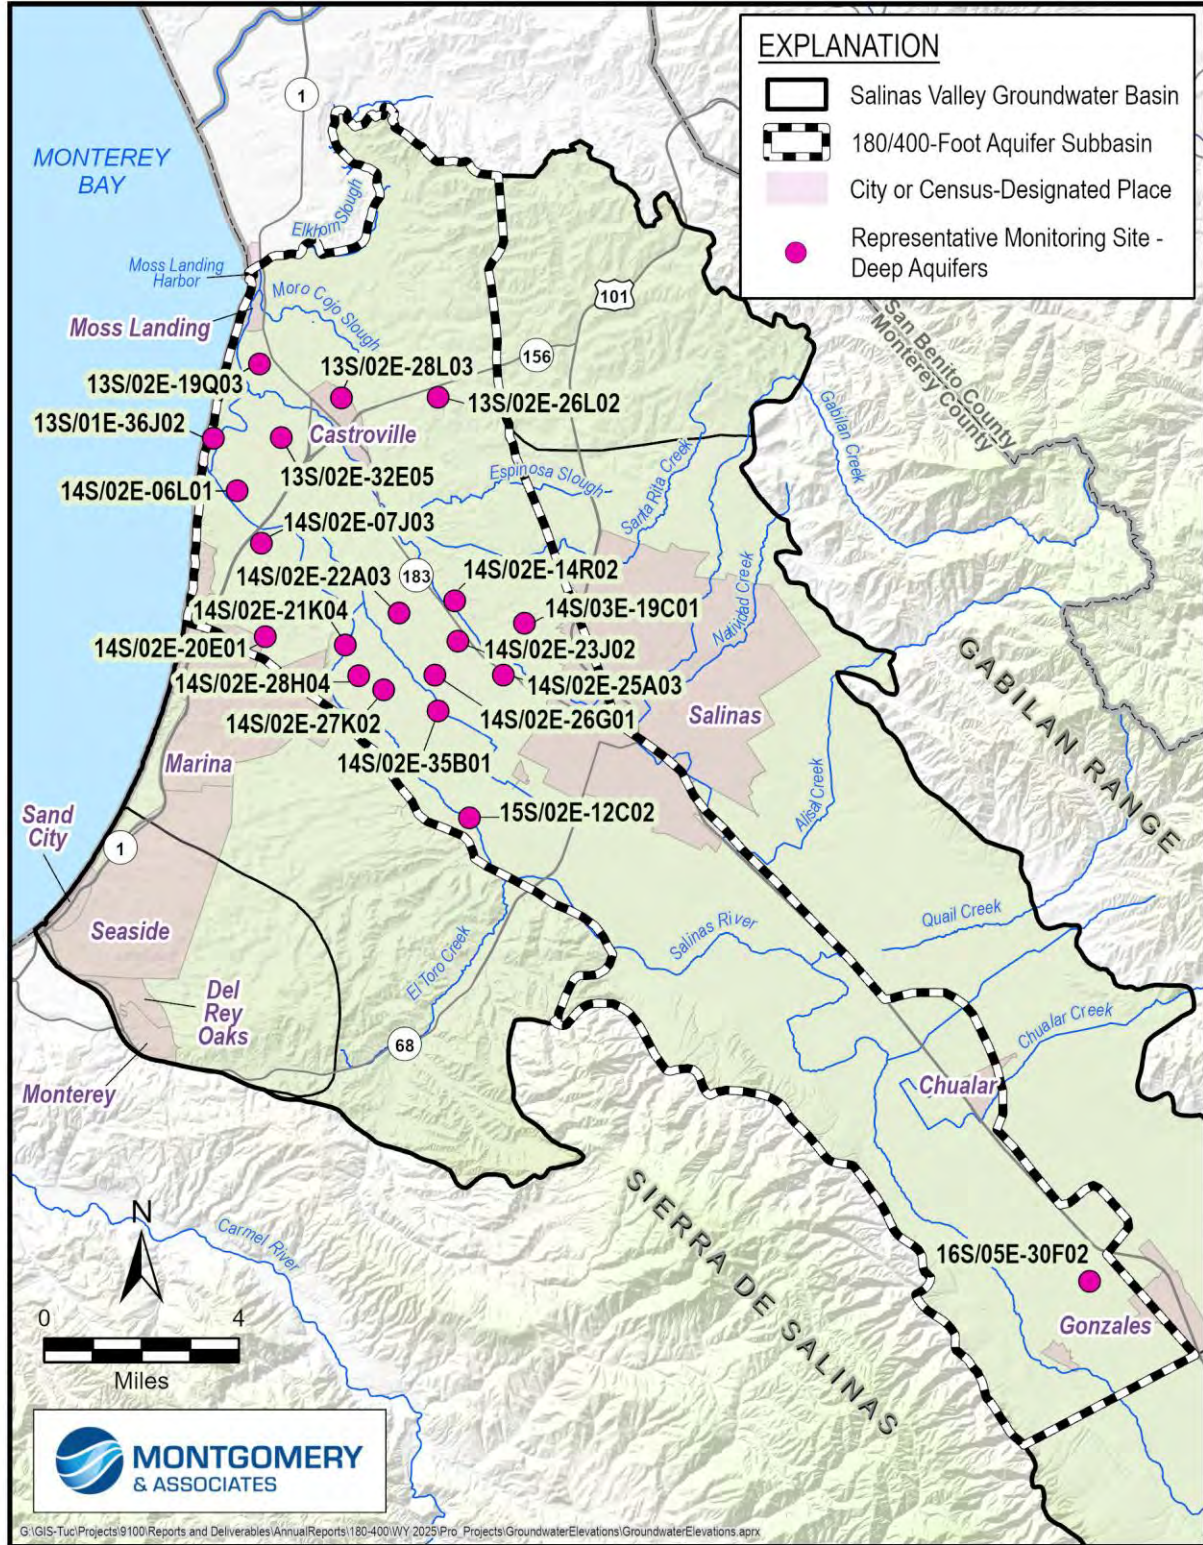 EXPLANATION
Salinas Valley Groundwater Basin
180/400-Foot Aquifer Subbasin
City or Census-Designated Place
Representative Monitoring Site -
Deep Aquifers
1
MONTEREY
BAY
Elkhorn Slough
Moss Landing
Harbor
Moro Cojo Slough
Moss Landing
101
156
San Benito County
Monterey County
13S/02E-19Q03
13S/02E-28L03
13S/02E-26L02
13S/01E-36J02
Castroville
Gabilan Creek
13S/02E-32E05
Espinosa Slough
Santa Rita Creek
14S/02E-06L01
14S/02E-07J03
14S/02E-22A03
183
14S/02E-14R02
14S/02E-21K04
14S/03E-19C01
Natividad Creek
14S/02E-20E01
14S/02E-23J02
14S/02E-28H04
14S/02E-25A03
14S/02E-27K02
14S/02E-26G01
Salinas
GABILAN RANGE
14S/02E-35B01
Marina
Sand
City
15S/02E-12C02
Alisal Creek
1
Seaside
Salinas River
Quail Creek
El Toro Creek
Del
Rey
Oaks
68
Chualar Creek
Monterey
Chualar
SIERRA DE SALINAS
Carmel River
N
16S/05E-30F02
Gonzales
0 4
Miles
MONTGOMERY
& ASSOCIATES
G:\GIS-Tuc\Projects\9100\Reports and Deliverables\AnnualReports\180-400\WY 2025\Pro_Projects\GroundwaterElevations\GroundwaterElevations.aprx